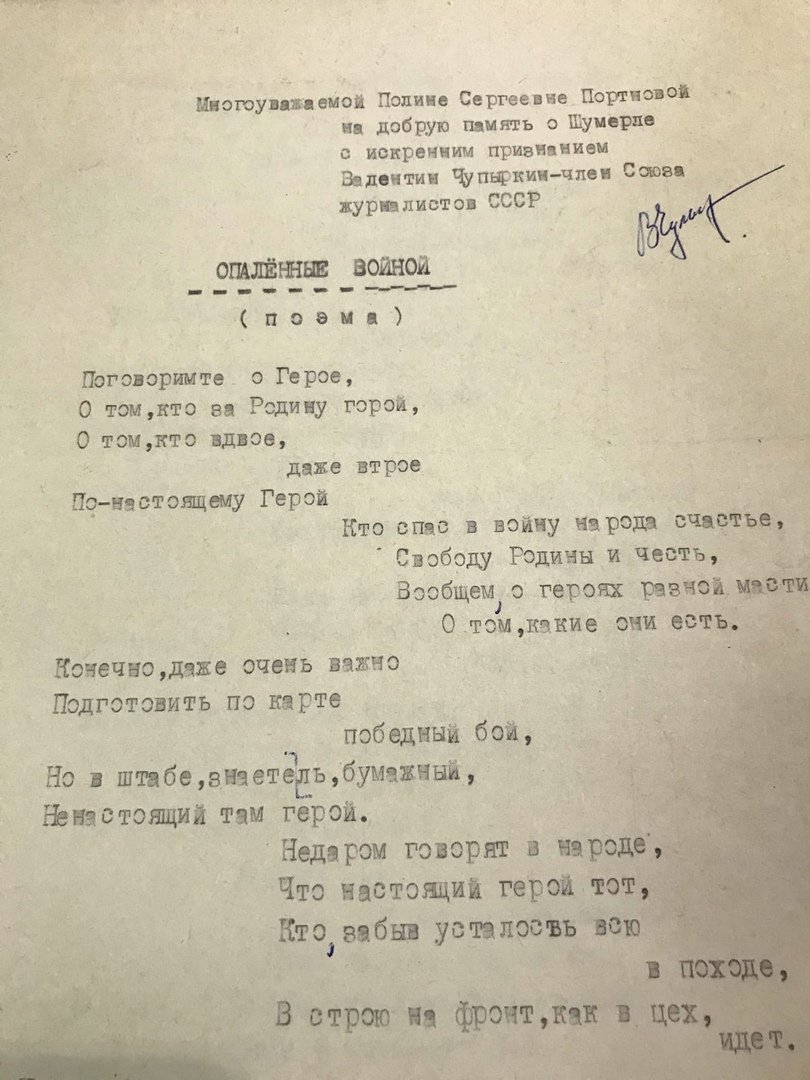 Многоуважаемой Полине Сергеевне Портновой
на добрую память о Шумерле
с искренним признанием
Валентин Чупыркин-член Союза
журналистов СССР
ОПАЛЁННЫЕ ВОЙНОЙ
( п о э м а )
Поговоримте о Герое,
О том,кто за Родину горой,
О том,кто вдвое,
даже втрое
По-настоящему Герой
Кто спас в войну народа счастье,
Свободу Родины и честь,
Вообщем, о героях разной масти
О том,какие они есть.
Конечно,даже очень важно
Подготовить по карте
победный бой,
Но в штабе,знаетель,бумажный,
Ненастоящий там герой.
Недаром говорят в народе,
Что настоящий герой тот,
Кто, забыв усталость всю
в походе,
В строю на фронт,как в цех,
идет.